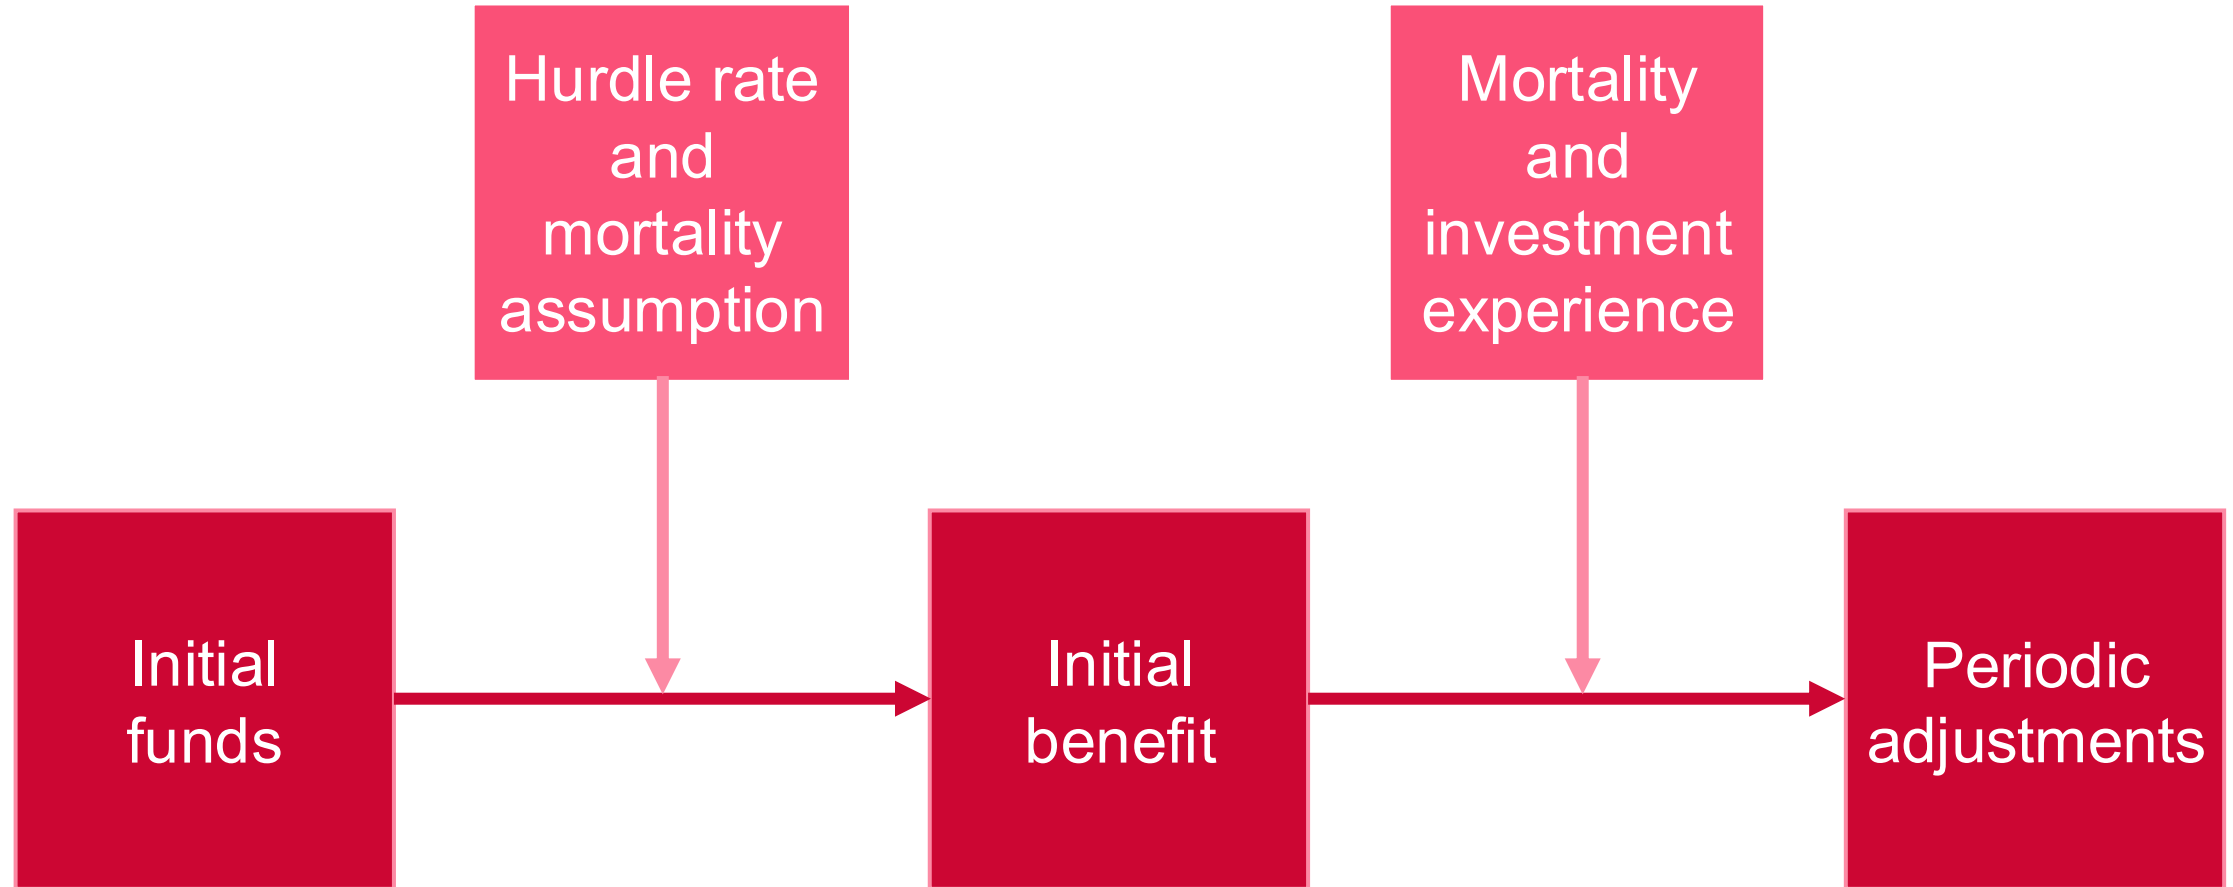 Hurdle rate
and
mortality
assumption
Mortality
and
investment
experience
Initial
funds
Initial
benefit
Periodic
adjustments